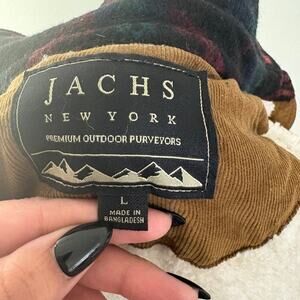 JACHS
NEW YORK
PREMIUM OUTDOOR PURVEYORS
L
MADE IN
BANGLADESH